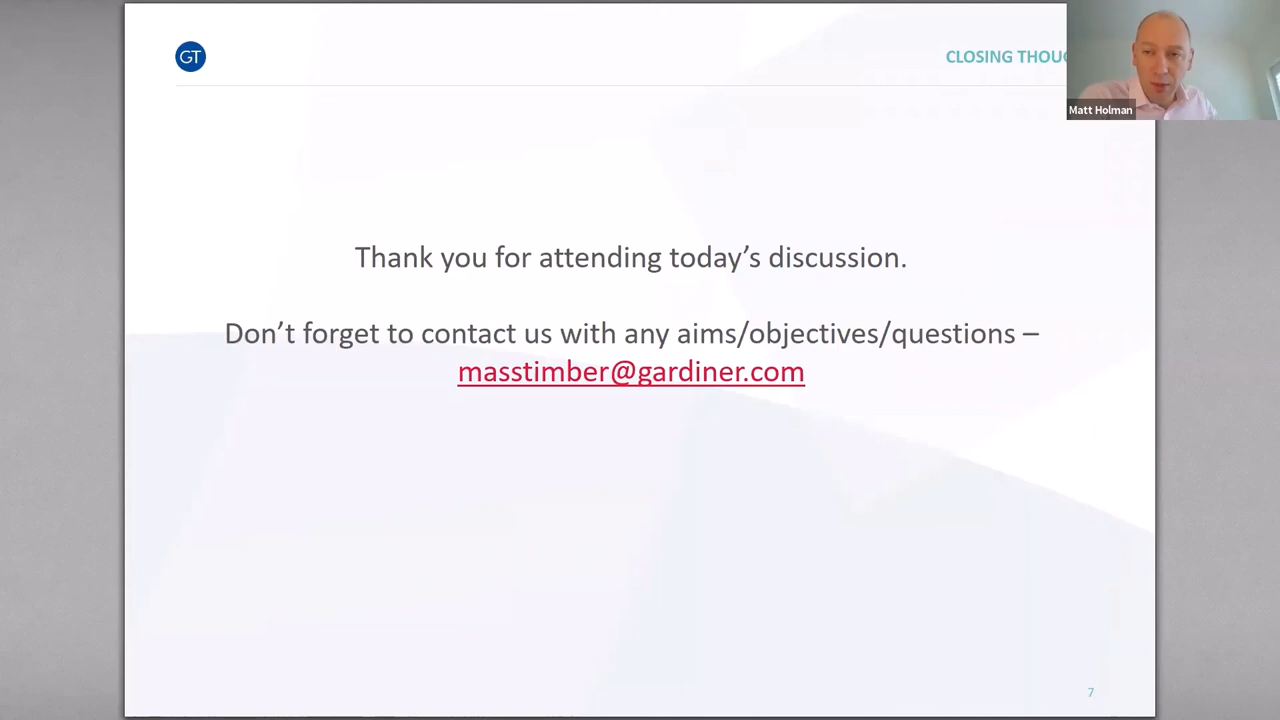 GT
CLOSING THOU
Matt Holman
Thank you for attending today’s discussion.
Don’t forget to contact us with any aims/objectives/questions –
masstimber@gardiner.com
7